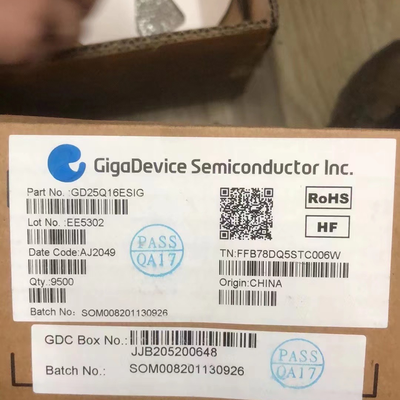 GigaDevice Semiconductor Inc.
Part No.:GD25Q16ESIG
RoHS
Lot No.:EE5302
HF
PASS
QA17
Date Code:AJ2049
TN:FFB78DQ5STC006W
Qty.:9500
Origin:CHINA
Batch No.: SOM008201130926
GDC Box No.:
JJB205200648
PASS
QA17
Batch No.: SOM008201130926